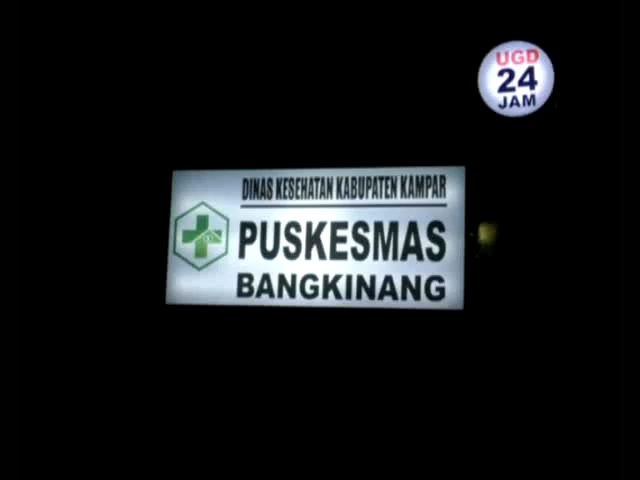 UGD
24
JAM
DINAS KESEHATAN KABUPATEN KAMPAR
PUSKESMAS
BANGKINANG